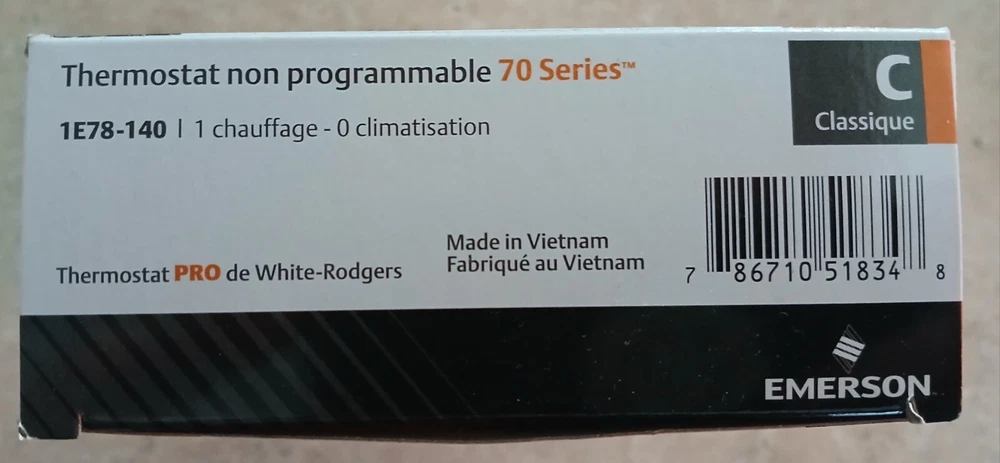 Thermostat non programmable 70 Series™
1E78-140 | 1 chauffage - 0 climatisation
C
Classique
Thermostat PRO de White-Rodgers
Made in Vietnam
Fabriqué au Vietnam
7 86710 51834 8
EMERSON